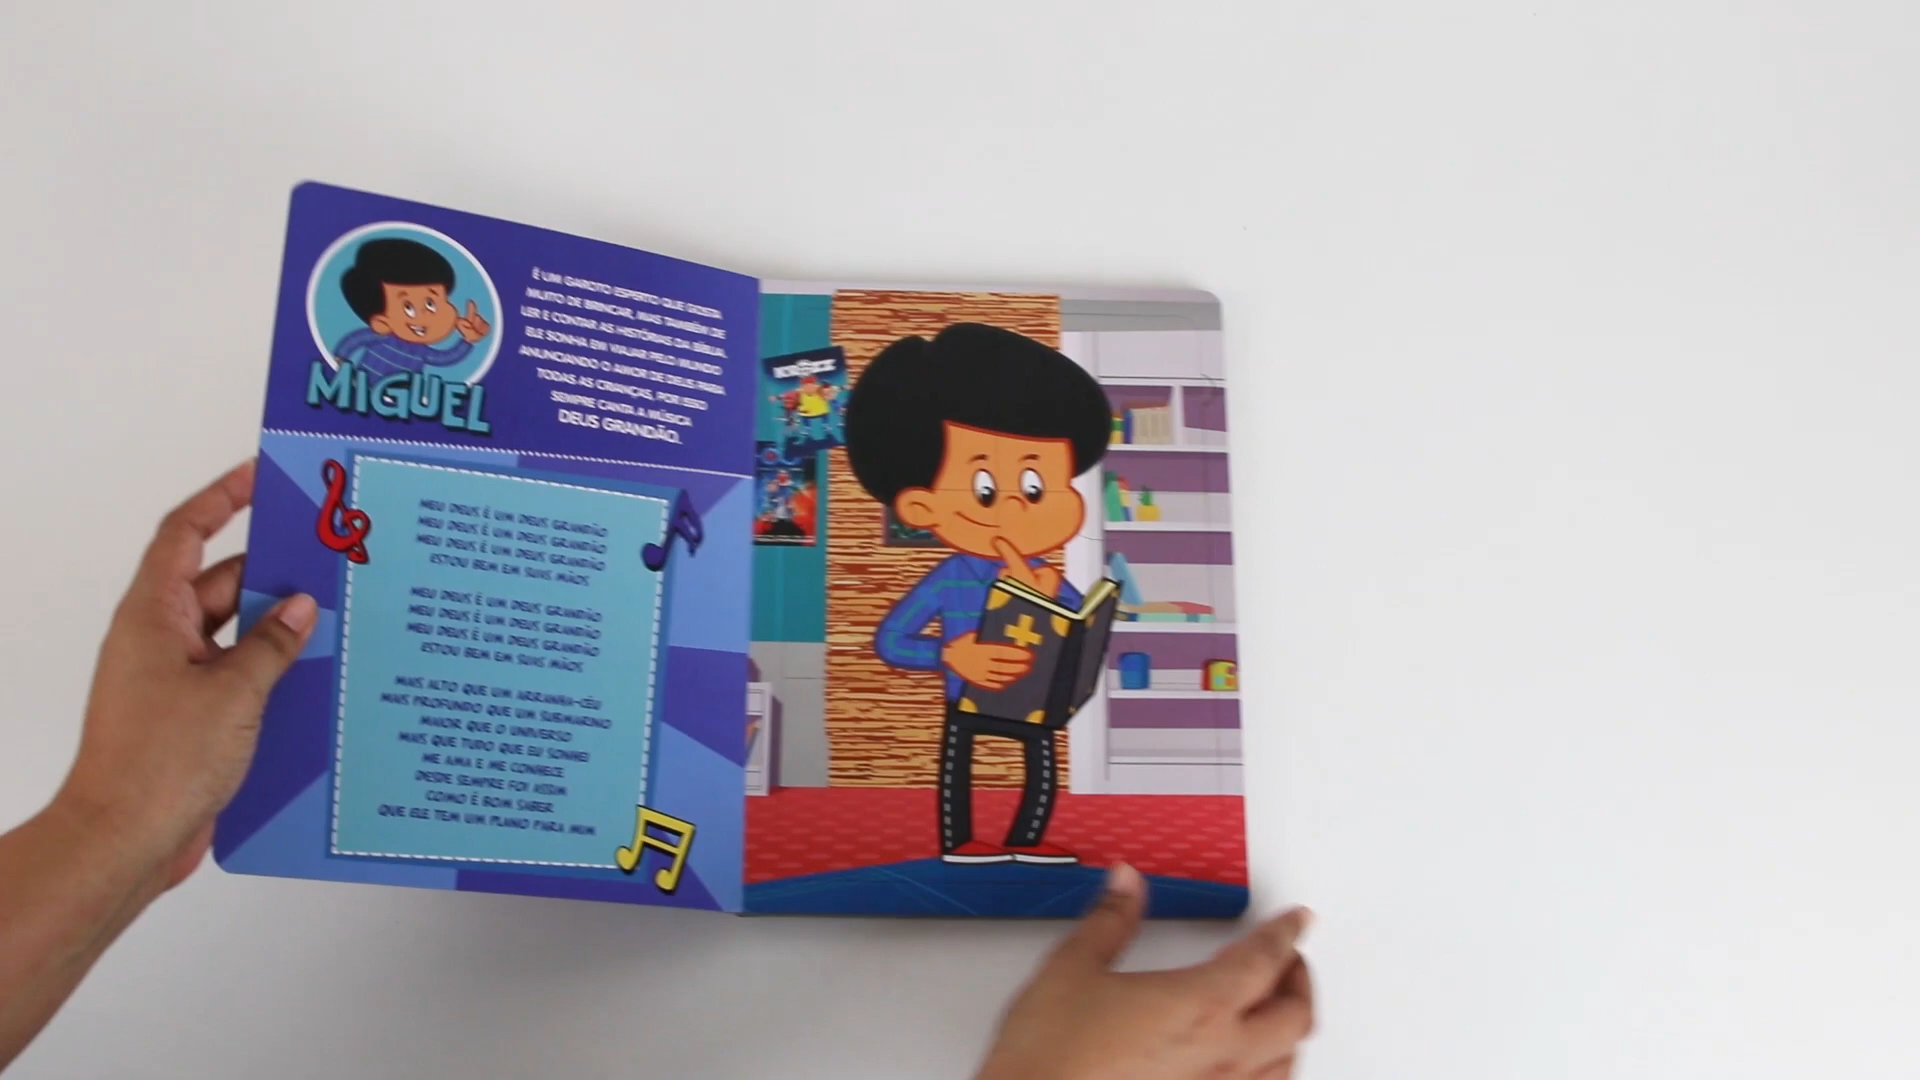 MIGUEL
É UM GAROTO ESPERTO QUE GOSTA
MUITO DE BRINCAR, MAS TAMBÉM DE
LER E CONTAR AS HISTÓRIAS DA BÍBLIA.
ELE SONHA EM VIAJAR PELO MUNDO
ANUNCIANDO O AMOR DE DEUS PARA
TODAS AS CRIANÇAS, POR ISSO
SEMPRE CANTA A MÚSICA
DEUS GRANDÃO.
MEU DEUS É UM DEUS GRANDÃO
MEU DEUS É UM DEUS GRANDÃO
MEU DEUS É UM DEUS GRANDÃO
ESTOU BEM EM SUAS MÃOS
MEU DEUS É UM DEUS GRANDÃO
MEU DEUS É UM DEUS GRANDÃO
MEU DEUS É UM DEUS GRANDÃO
ESTOU BEM EM SUAS MÃOS
MAIS ALTO QUE UM ARRANHA-CÉU
MAIS PROFUNDO QUE UM SUBMARINO
MAIOR QUE O UNIVERSO
MAIS QUE TUDO QUE EU SONHEI
ME AMA E ME CONHECE
DESDE SEMPRE FOI ASSIM
COMO É BOM SABER
QUE ELE TEM UM PLANO PARA MIM